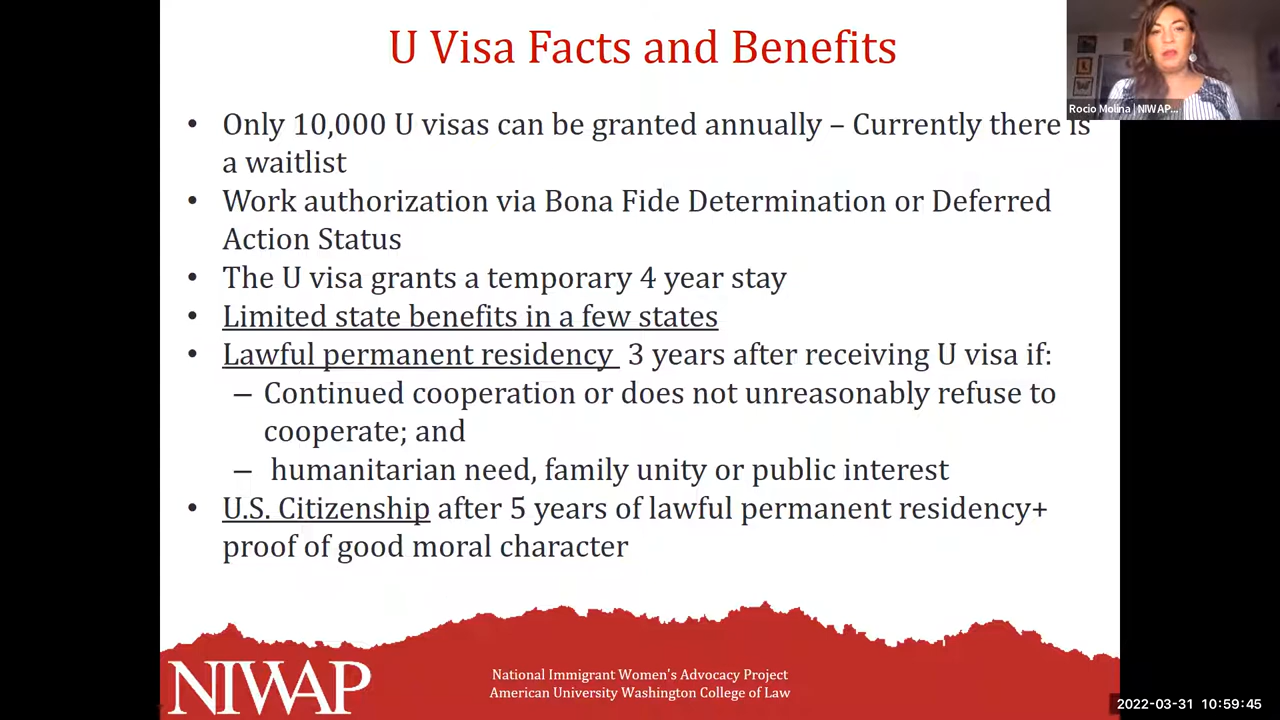 U Visa Facts and Benefits
Rocio Molina | NIWAP...
• Only 10,000 U visas can be granted annually – Currently there is
a waitlist
• Work authorization via Bona Fide Determination or Deferred
Action Status
• The U visa grants a temporary 4 year stay
• Limited state benefits in a few states
• Lawful permanent residency 3 years after receiving U visa if:
– Continued cooperation or does not unreasonably refuse to
cooperate; and
– humanitarian need, family unity or public interest
• U.S. Citizenship after 5 years of lawful permanent residency+
proof of good moral character
NIWAP
National Immigrant Women's Advocacy Project
American University Washington College of Law
2022-03-31 10:59:45